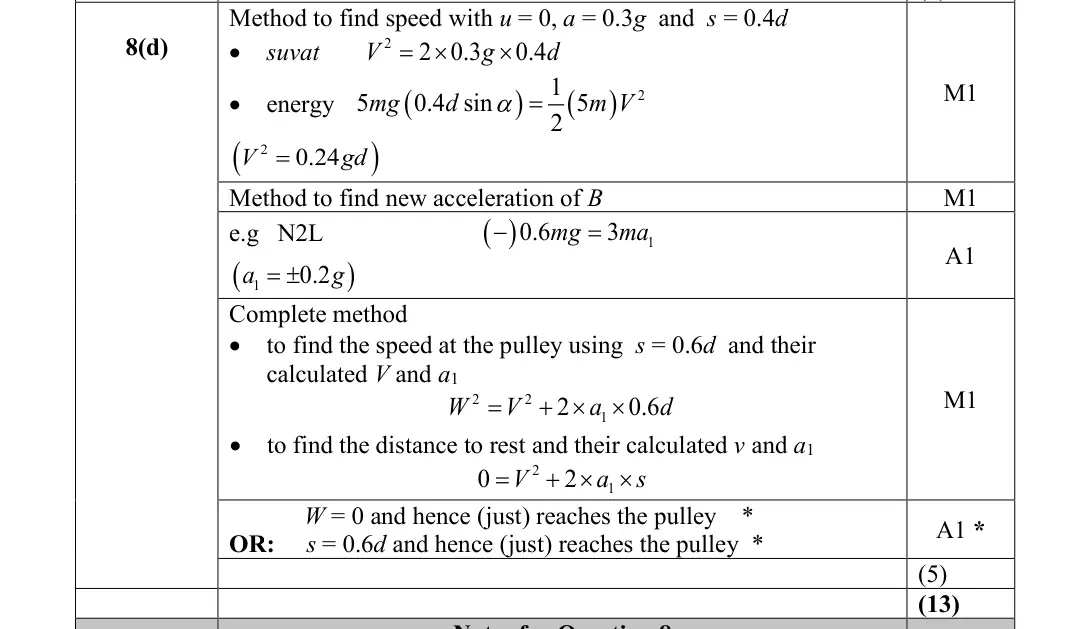 Method to find speed with u = 0, a = 0.3g and s = 0.4d
8(d)
• suvat V² = 2×0.3g×0.4d
M1
• energy 5mg(0.4d sin α) = 1/2 (5m)V²
(V² = 0.24gd)
Method to find new acceleration of B M1
e.g N2L (−)0.6mg = 3ma₁
A1
(a₁ = ±0.2g)
Complete method
• to find the speed at the pulley using s = 0.6d and their
calculated V and a₁
W² = V² + 2×a₁×0.6d
M1
• to find the distance to rest and their calculated v and a₁
0 = V² + 2×a₁×s
W = 0 and hence (just) reaches the pulley *
A1 *
OR: s = 0.6d and hence (just) reaches the pulley *
(5)
(13)